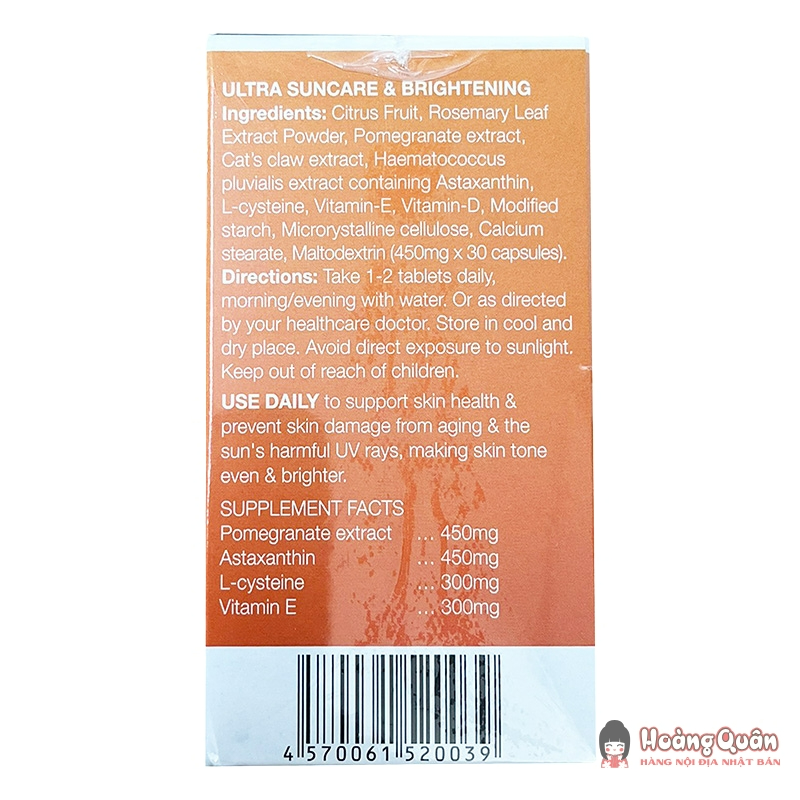 ULTRA SUNCARE & BRIGHTENING
Ingredients: Citrus Fruit, Rosemary Leaf
Extract Powder, Pomegranate extract,
Cat's claw extract, Haematococcus
pluvialis extract containing Astaxanthin,
L-cysteine, Vitamin-E, Vitamin-D, Modified
starch, Microrystalline cellulose, Calcium
stearate, Maltodextrin (450mg x 30 capsules).
Directions: Take 1-2 tablets daily,
morning/evening with water. Or as directed
by your healthcare doctor. Store in cool and
dry place. Avoid direct exposure to sunlight.
Keep out of reach of children.
USE DAILY to support skin health &
prevent skin damage from aging & the
sun's harmful UV rays, making skin tone
even & brighter.
SUPPLEMENT FACTS
Pomegranate extract ... 450mg
Astaxanthin ... 450mg
L-cysteine ... 300mg
Vitamin E ... 300mg
4 570061 520039
Hoàng Quân
HÀNG NỘI ĐỊA NHẬT BẢN